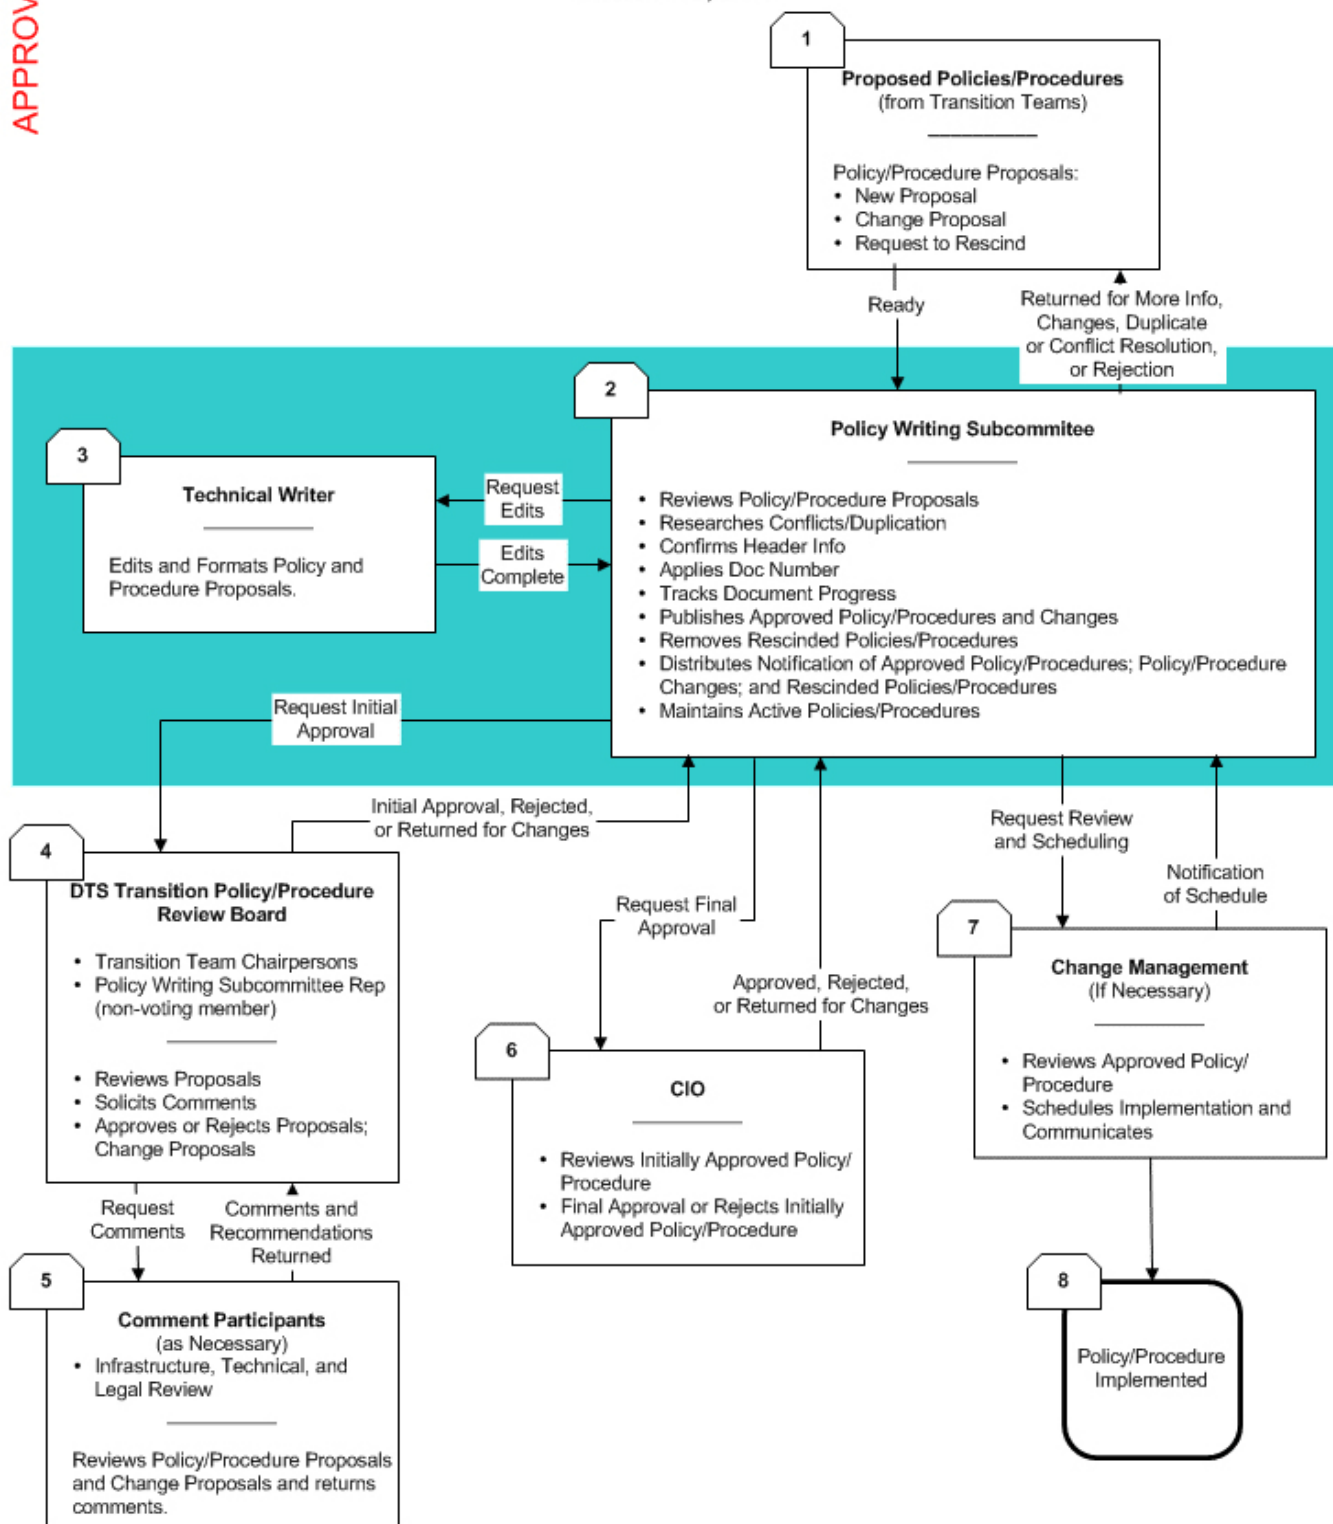 APPROV
1
Proposed Policies/Procedures
(from Transition Teams)
Policy/Procedure Proposals:
• New Proposal
• Change Proposal
• Request to Rescind
Ready
Returned for More Info,
Changes, Duplicate
or Conflict Resolution,
or Rejection
2
Policy Writing Subcommitee
• Reviews Policy/Procedure Proposals
• Researches Conflicts/Duplication
• Confirms Header Info
• Applies Doc Number
• Tracks Document Progress
• Publishes Approved Policy/Procedures and Changes
• Removes Rescinded Policies/Procedures
• Distributes Notification of Approved Policy/Procedures; Policy/Procedure
Changes; and Rescinded Policies/Procedures
• Maintains Active Policies/Procedures
3
Technical Writer
Edits and Formats Policy and
Procedure Proposals.
Request
Edits
Edits
Complete
Request Initial
Approval
Initial Approval, Rejected,
or Returned for Changes
4
DTS Transition Policy/Procedure
Review Board
• Transition Team Chairpersons
• Policy Writing Subcommittee Rep
(non-voting member)
• Reviews Proposals
• Solicits Comments
• Approves or Rejects Proposals;
Change Proposals
Request
Comments
Comments and
Recommendations
Returned
5
Comment Participants
(as Necessary)
• Infrastructure, Technical, and
Legal Review
Reviews Policy/Procedure Proposals
and Change Proposals and returns
comments.
Request Final
Approval
Approved, Rejected,
or Returned for Changes
6
CIO
• Reviews Initially Approved Policy/
Procedure
• Final Approval or Rejects Initially
Approved Policy/Procedure
Request Review
and Scheduling
Notification
of Schedule
7
Change Management
(If Necessary)
• Reviews Approved Policy/
Procedure
• Schedules Implementation and
Communicates
8
Policy/Procedure
Implemented